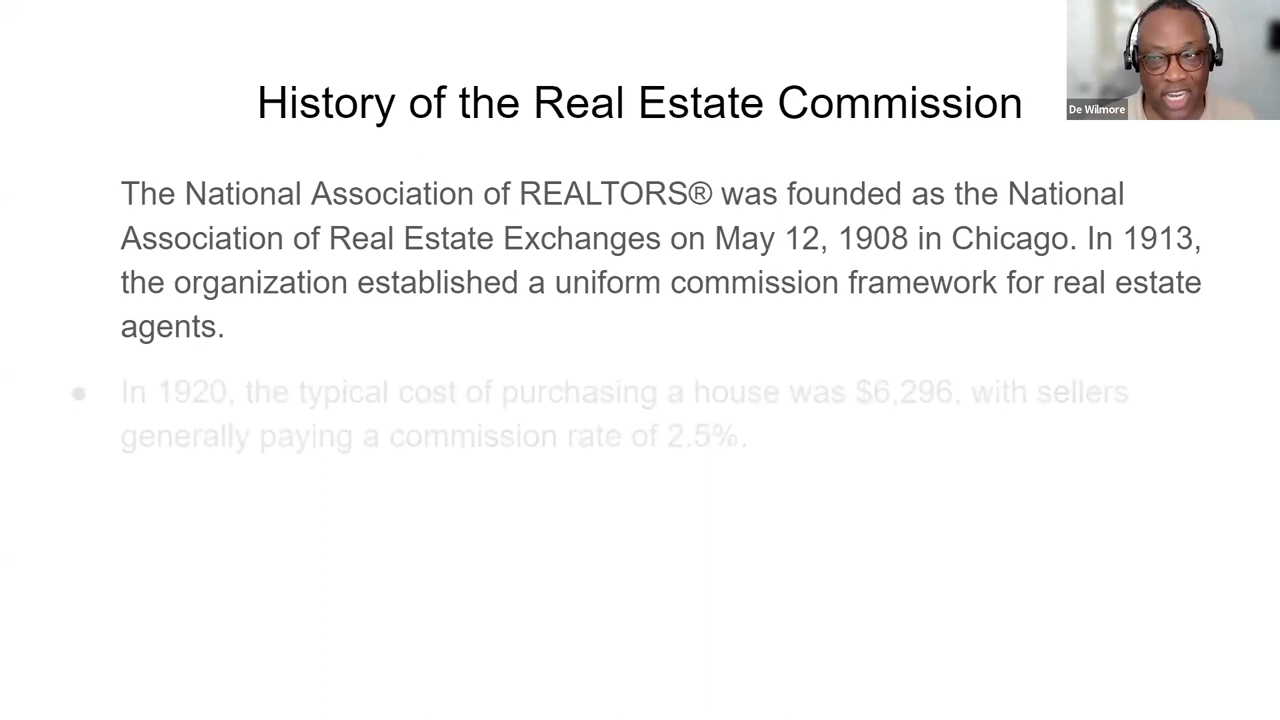 History of the Real Estate Commission
De Wilmore
The National Association of REALTORS® was founded as the National
Association of Real Estate Exchanges on May 12, 1908 in Chicago. In 1913,
the organization established a uniform commission framework for real estate
agents.
● In 1920, the typical cost of purchasing a house was $6,296, with sellers
generally paying a commission rate of 2.5%.